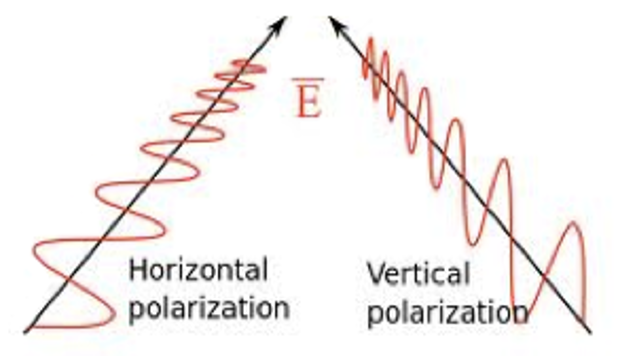 E
Horizontal
polarization
Vertical
polarization